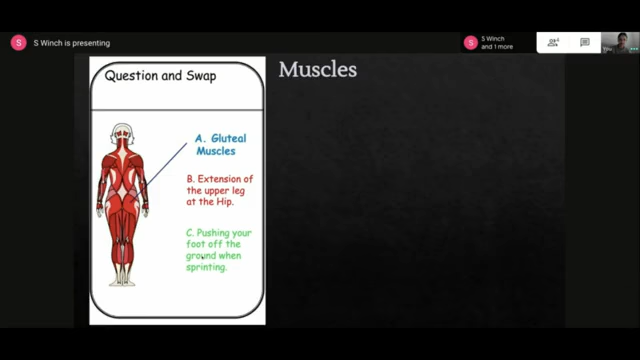 S
S Winch is presenting
S
S Winch
and 1 more
You
Question and Swap
Muscles
A. Gluteal
Muscles
B. Extension of
the upper leg
at the Hip.
C. Pushing your
foot off the
ground when
sprinting.